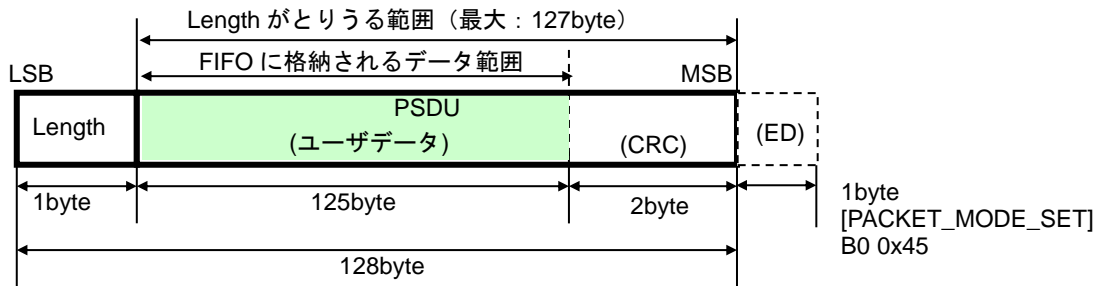 Length がとりうる範囲（最大：127byte）
FIFO に格納されるデータ範囲
LSB
MSB
Length
PSDU
(ユーザデータ)
(CRC)
(ED)
1byte
125byte
2byte
1byte
[PACKET_MODE_SET]
B0 0x45
128byte